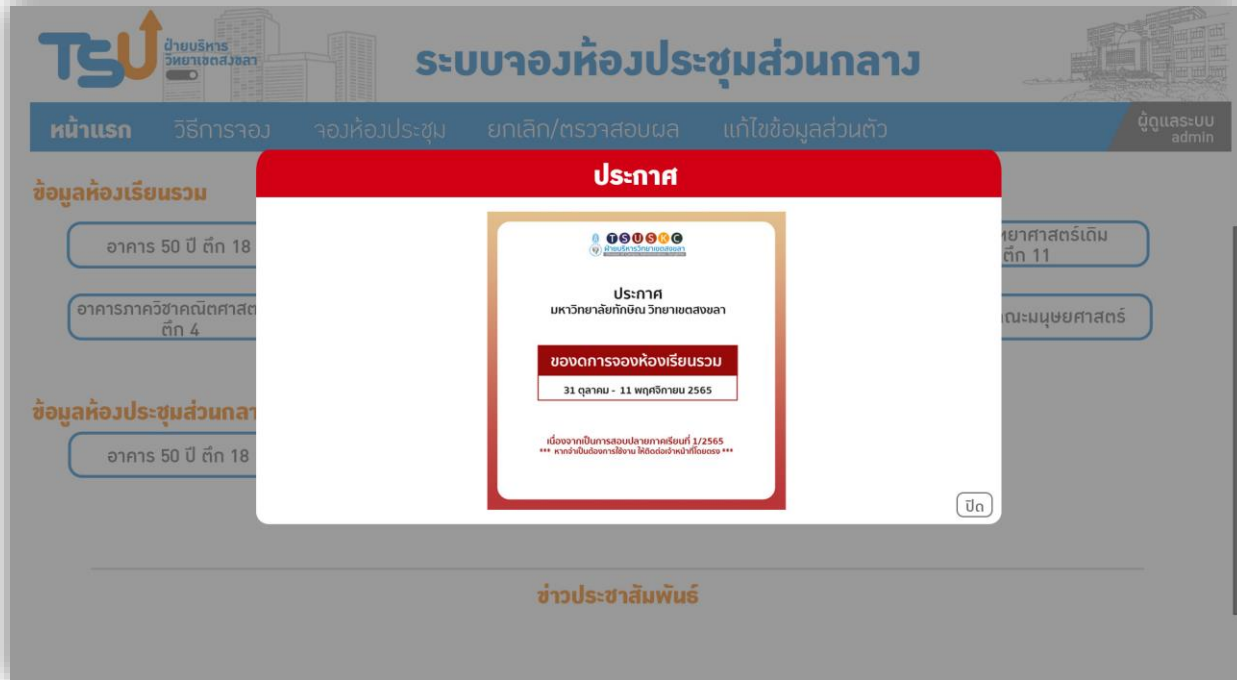 TSU ฝ่ายบริหาร
วิทยาเขตสงขลา
ระบบจองห้องประชุมส่วนกลาง
หน้าแรก วิธีการจอง จองห้องประชุม ยกเลิก/ตรวจสอบผล แก้ไขข้อมูลส่วนตัว
ผู้ดูแลระบบ
admin
ประกาศ
ข้อมูลห้องเรียนรวม
อาคาร 50 ปี ตึก 18
ตึก 11
อาคารภาควิชาคณิตศาสต
ตึก 4
ณะมนุษยศาสตร์
TSUSKC
ฝ่ายบริหารวิทยาเขตสงขลา
ประกาศ
มหาวิทยาลัยทักษิณ วิทยาเขตสงขลา
ของดการจองห้องเรียนรวม
31 ตุลาคม - 11 พฤศจิกายน 2565
เนื่องจากเป็นการสอบปลายภาคเรียนที่ 1/2565
*** หากจำเป็นต้องการใช้งาน ให้ติดต่อเจ้าหน้าที่โดยตรง ***
ปิด
ข้อมูลห้องประชุมส่วนกลา
อาคาร 50 ปี ตึก 18
ข่าวประชาสัมพันธ์